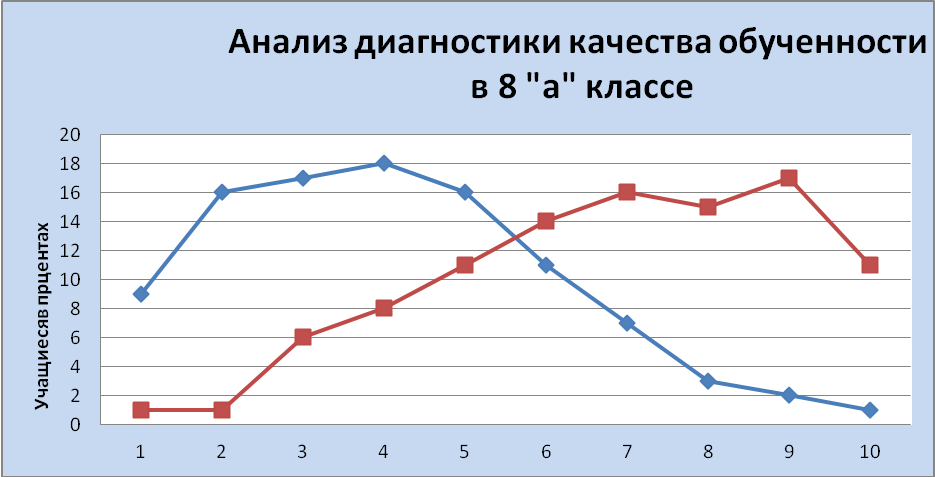 Анализ диагностики качества обученности
в 8 "а" классе
Учащиесяв прцентах
20
18
16
14
12
10
8
6
4
2
0
1 2 3 4 5 6 7 8 9 10